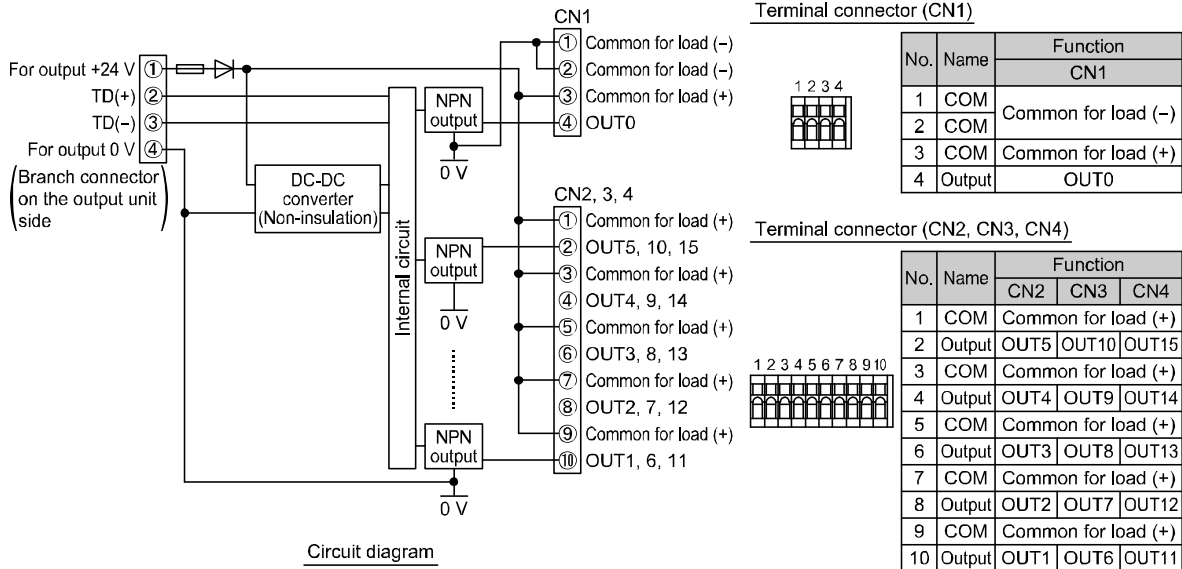 For output +24 V ①
TD(+) ②
TD(−) ③
For output 0 V ④
(Branch connector
on the output unit
side)
DC-DC
converter
(Non-insulation)
Internal circuit
NPN
output
0 V
NPN
output
0 V
NPN
output
0 V
CN1
① Common for load (−)
② Common for load (−)
③ Common for load (+)
④ OUT0
CN2, 3, 4
① Common for load (+)
② OUT5, 10, 15
③ Common for load (+)
④ OUT4, 9, 14
⑤ Common for load (+)
⑥ OUT3, 8, 13
⑦ Common for load (+)
⑧ OUT2, 7, 12
⑨ Common for load (+)
⑩ OUT1, 6, 11
Circuit diagram
Terminal connector (CN1)
1 2 3 4
No. Name Function
CN1
1 COM Common for load (−)
2 COM
3 COM Common for load (+)
4 Output OUT0
Terminal connector (CN2, CN3, CN4)
1 2 3 4 5 6 7 8 9 10
No. Name Function
CN2 CN3 CN4
1 COM Common for load (+)
2 Output OUT5 OUT10 OUT15
3 COM Common for load (+)
4 Output OUT4 OUT9 OUT14
5 COM Common for load (+)
6 Output OUT3 OUT8 OUT13
7 COM Common for load (+)
8 Output OUT2 OUT7 OUT12
9 COM Common for load (+)
10 Output OUT1 OUT6 OUT11